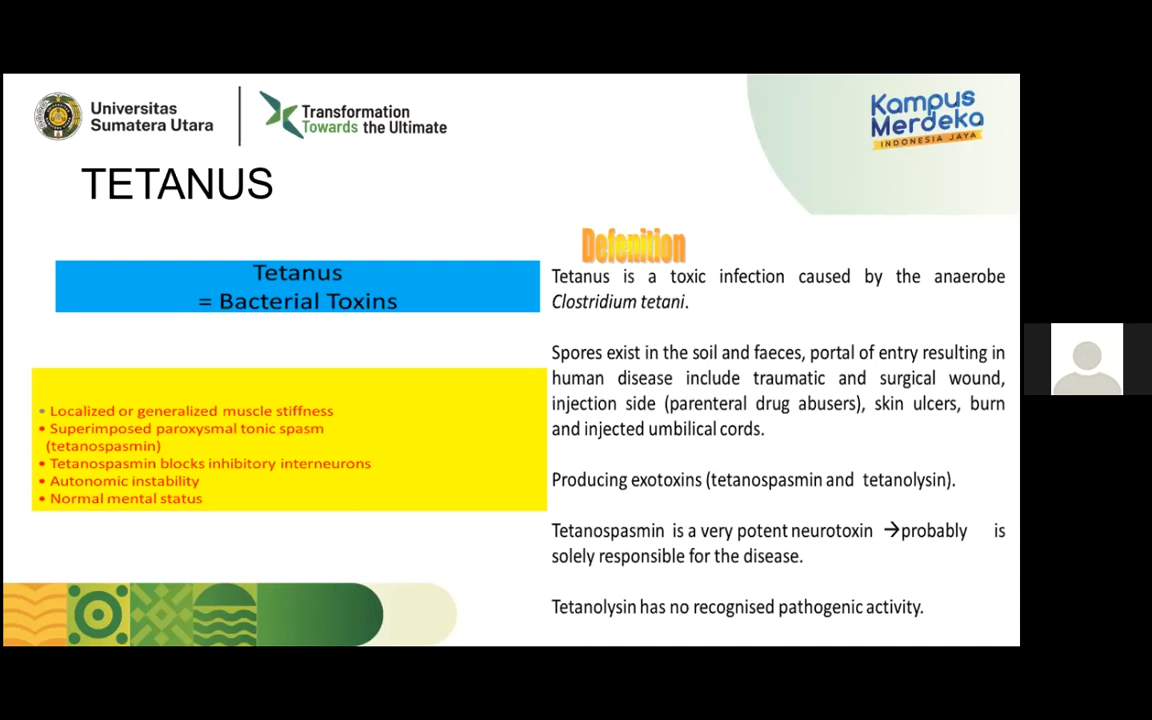 Universitas
Sumatera Utara
Transformation
Towards the Ultimate
Kampus
Merdeka
INDONESIA JAYA
TETANUS
Tetanus
= Bacterial Toxins
• Localized or generalized muscle stiffness
• Superimposed paroxysmal tonic spasm
(tetanospasmin)
• Tetanospasmin blocks inhibitory interneurons
• Autonomic instability
• Normal mental status
Defenition
Tetanus is a toxic infection caused by the anaerobe
Clostridium tetani.
Spores exist in the soil and faeces, portal of entry resulting in
human disease include traumatic and surgical wound,
injection side (parenteral drug abusers), skin ulcers, burn
and injected umbilical cords.
Producing exotoxins (tetanospasmin and tetanolysin).
Tetanospasmin is a very potent neurotoxin →probably is
solely responsible for the disease.
Tetanolysin has no recognised pathogenic activity.